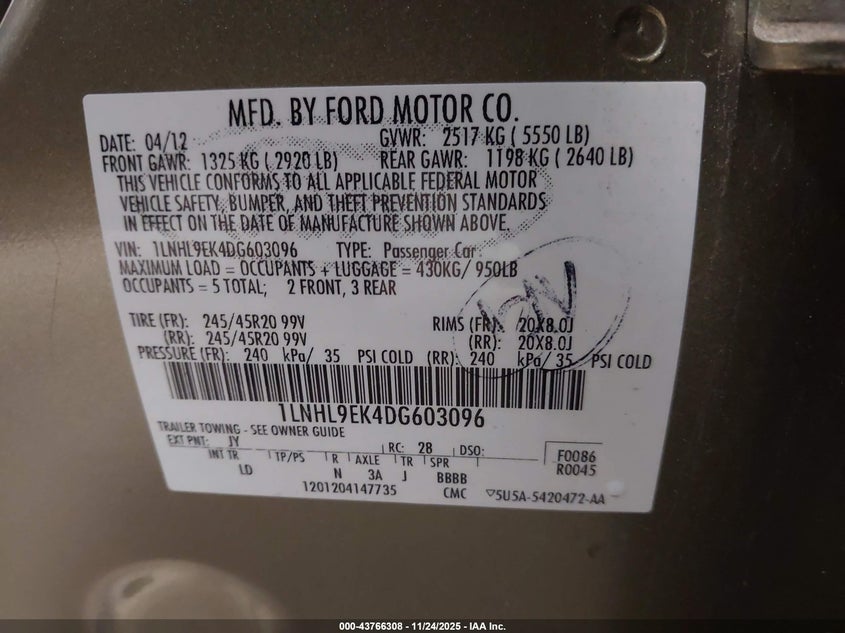 MFD. BY FORD MOTOR CO.
DATE: 04/12 GVWR: 2517 KG ( 5550 LB)
FRONT GAWR: 1325 KG ( 2920 LB) REAR GAWR: 1198 KG ( 2640 LB)
THIS VEHICLE CONFORMS TO ALL APPLICABLE FEDERAL MOTOR
VEHICLE SAFETY, BUMPER, AND THEFT PREVENTION STANDARDS
IN EFFECT ON THE DATE OF MANUFACTURE SHOWN ABOVE.
VIN: 1LNHL9EK4DG603096 TYPE: Passenger Car
MAXIMUM LOAD = OCCUPANTS + LUGGAGE = 430KG/ 950LB
OCCUPANTS = 5 TOTAL; 2 FRONT, 3 REAR
TIRE (FR): 245/45R20 99V RIMS (FR): 20X8.0J
(RR): 245/45R20 99V (RR): 20X8.0J
PRESSURE (FR): 240 kPa/ 35 PSI COLD (RR): 240 kPa/ 35 PSI COLD
1LNHL9EK4DG603096
TRAILER TOWING - SEE OWNER GUIDE
EXT PNT: JY RC: 28 DSO: F0086
INT TR TP/PS R AXLE TR SPR R0045
LD N 3A J BBBB
1201204147735 CMC ▽5U5A-5420472-AA
000-43766308 - 11/24/2025 - IAA Inc.